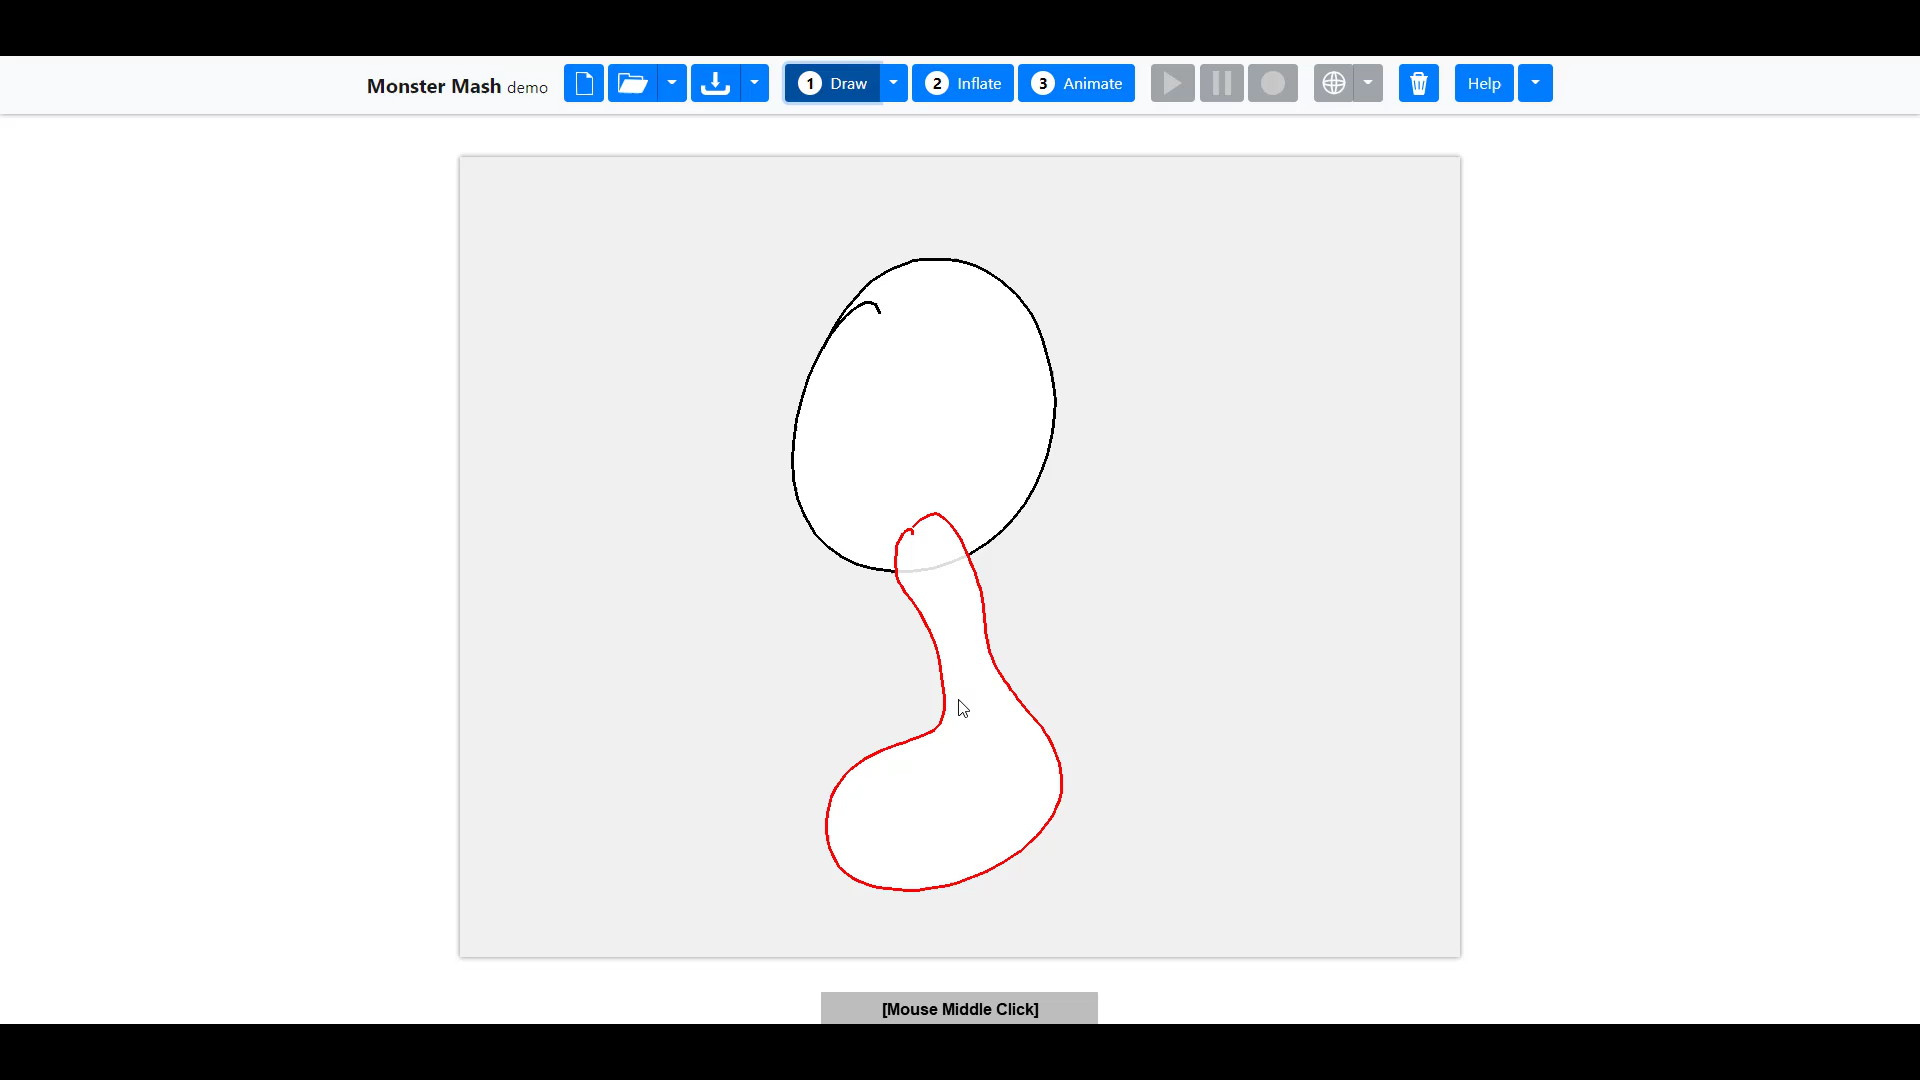 Monster Mash demo
1 Draw
2 Inflate
3 Animate
Help
[Mouse Middle Click]